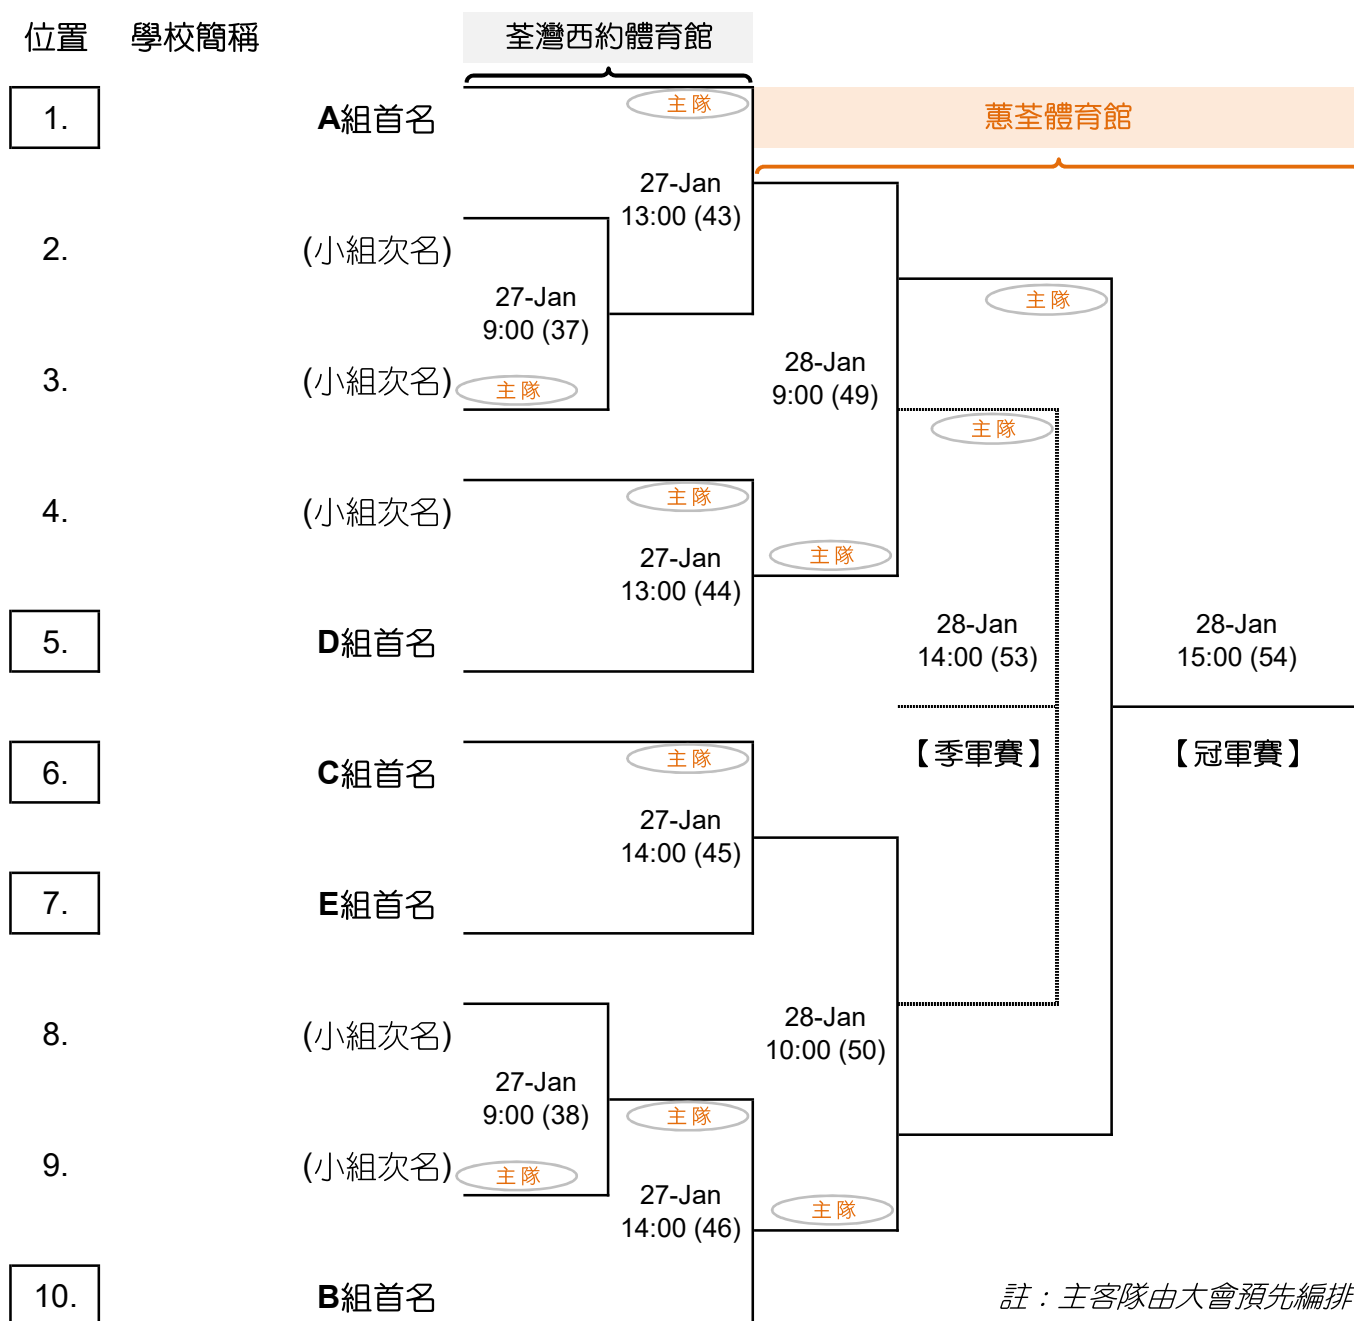 位置 學校簡稱 荃灣西約體育館
1. A組首名 主隊 蕙荃體育館
27-Jan
13:00 (43)
2. (小組次名)
27-Jan
9:00 (37)
主隊
3. (小組次名) 主隊
28-Jan
9:00 (49)
主隊
4. (小組次名) 主隊
27-Jan
13:00 (44)
主隊
5. D組首名
28-Jan
14:00 (53)
28-Jan
15:00 (54)
6. C組首名 主隊
【季軍賽】 【冠軍賽】
27-Jan
14:00 (45)
7. E組首名
8. (小組次名)
28-Jan
10:00 (50)
27-Jan
9:00 (38)
主隊
9. (小組次名) 主隊
27-Jan
14:00 (46)
主隊
10. B組首名
註：主客隊由大會預先編排